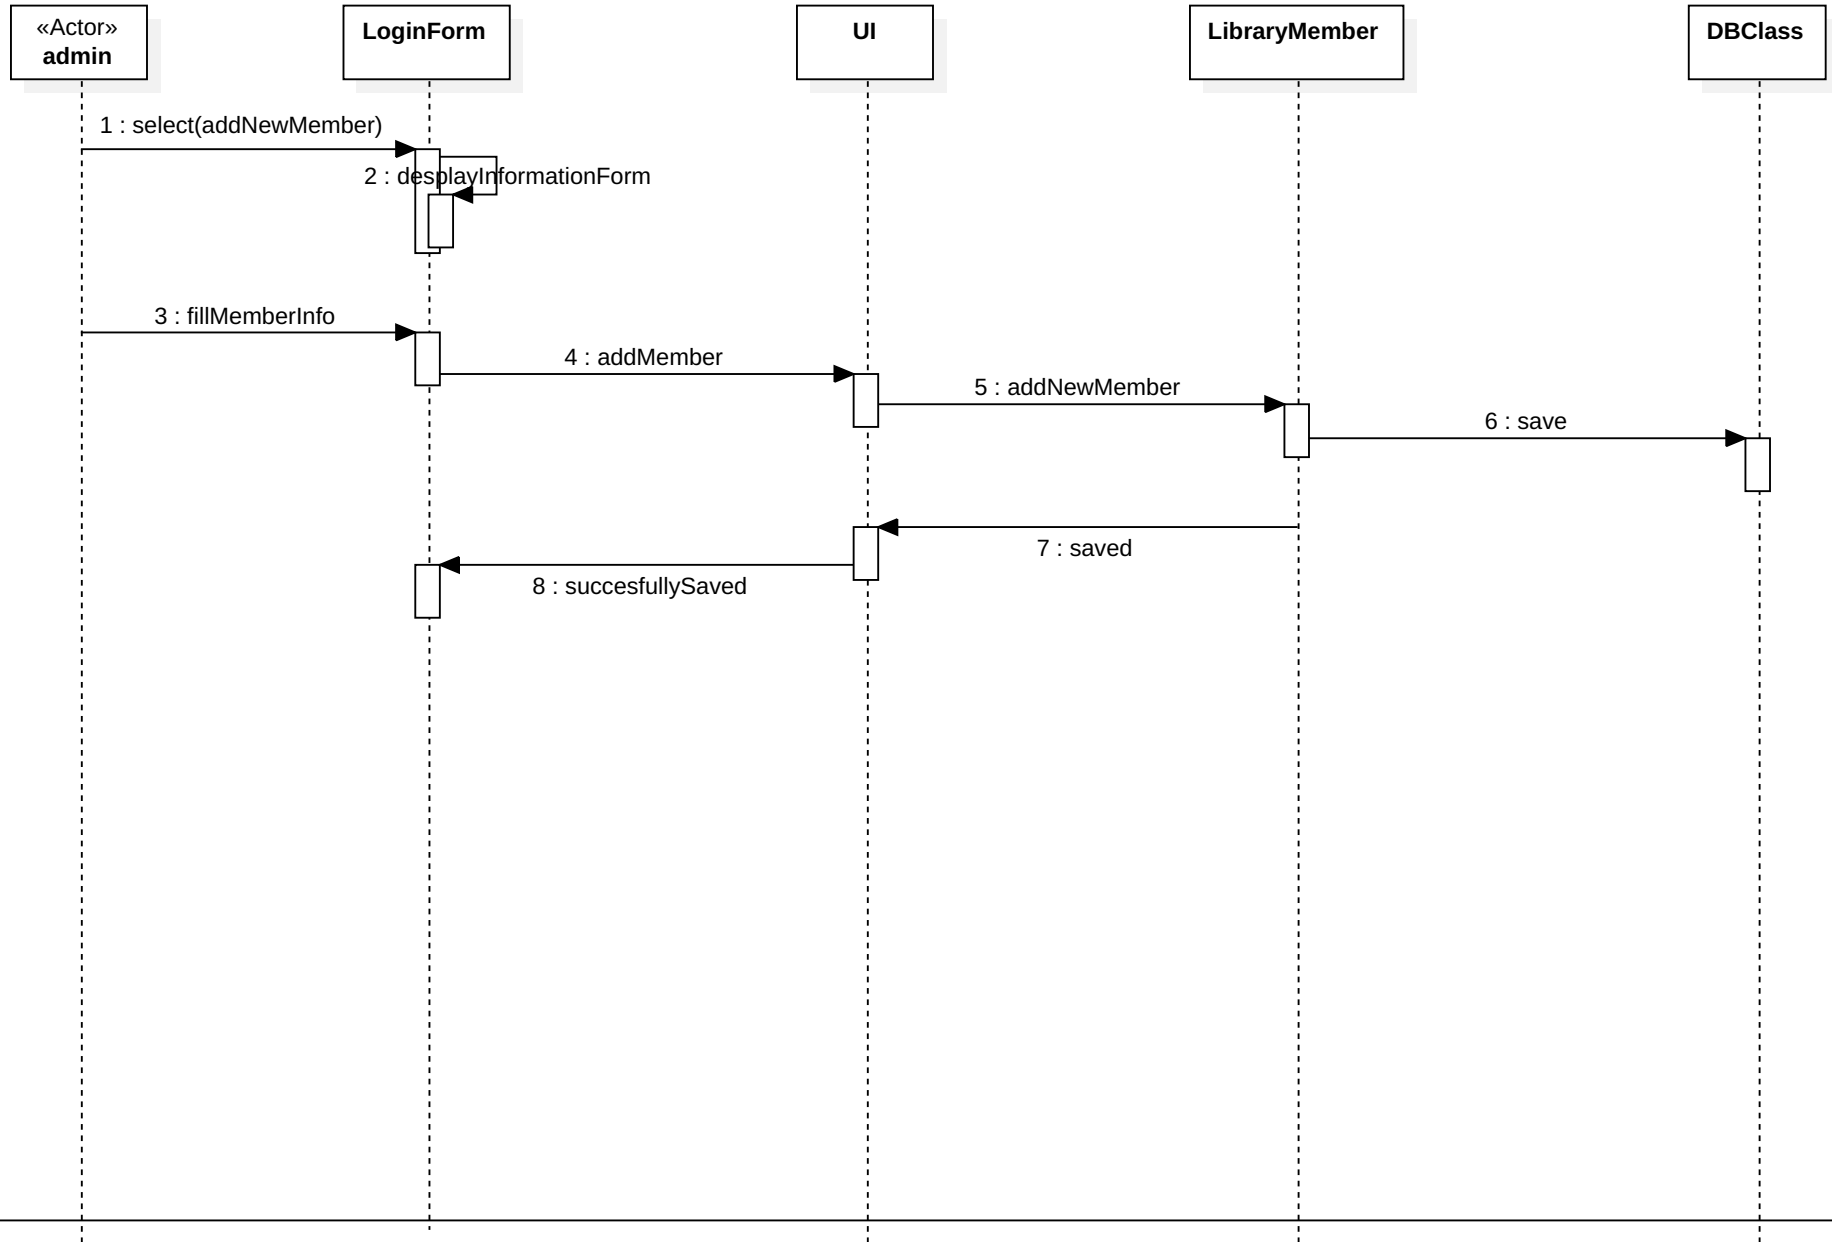 «Actor»
admin
LoginForm
UI
LibraryMember
DBClass
1 : select(addNewMember)
2 : desplayInformationForm
3 : fillMemberInfo
4 : addMember
5 : addNewMember
6 : save
7 : saved
8 : succesfullySaved